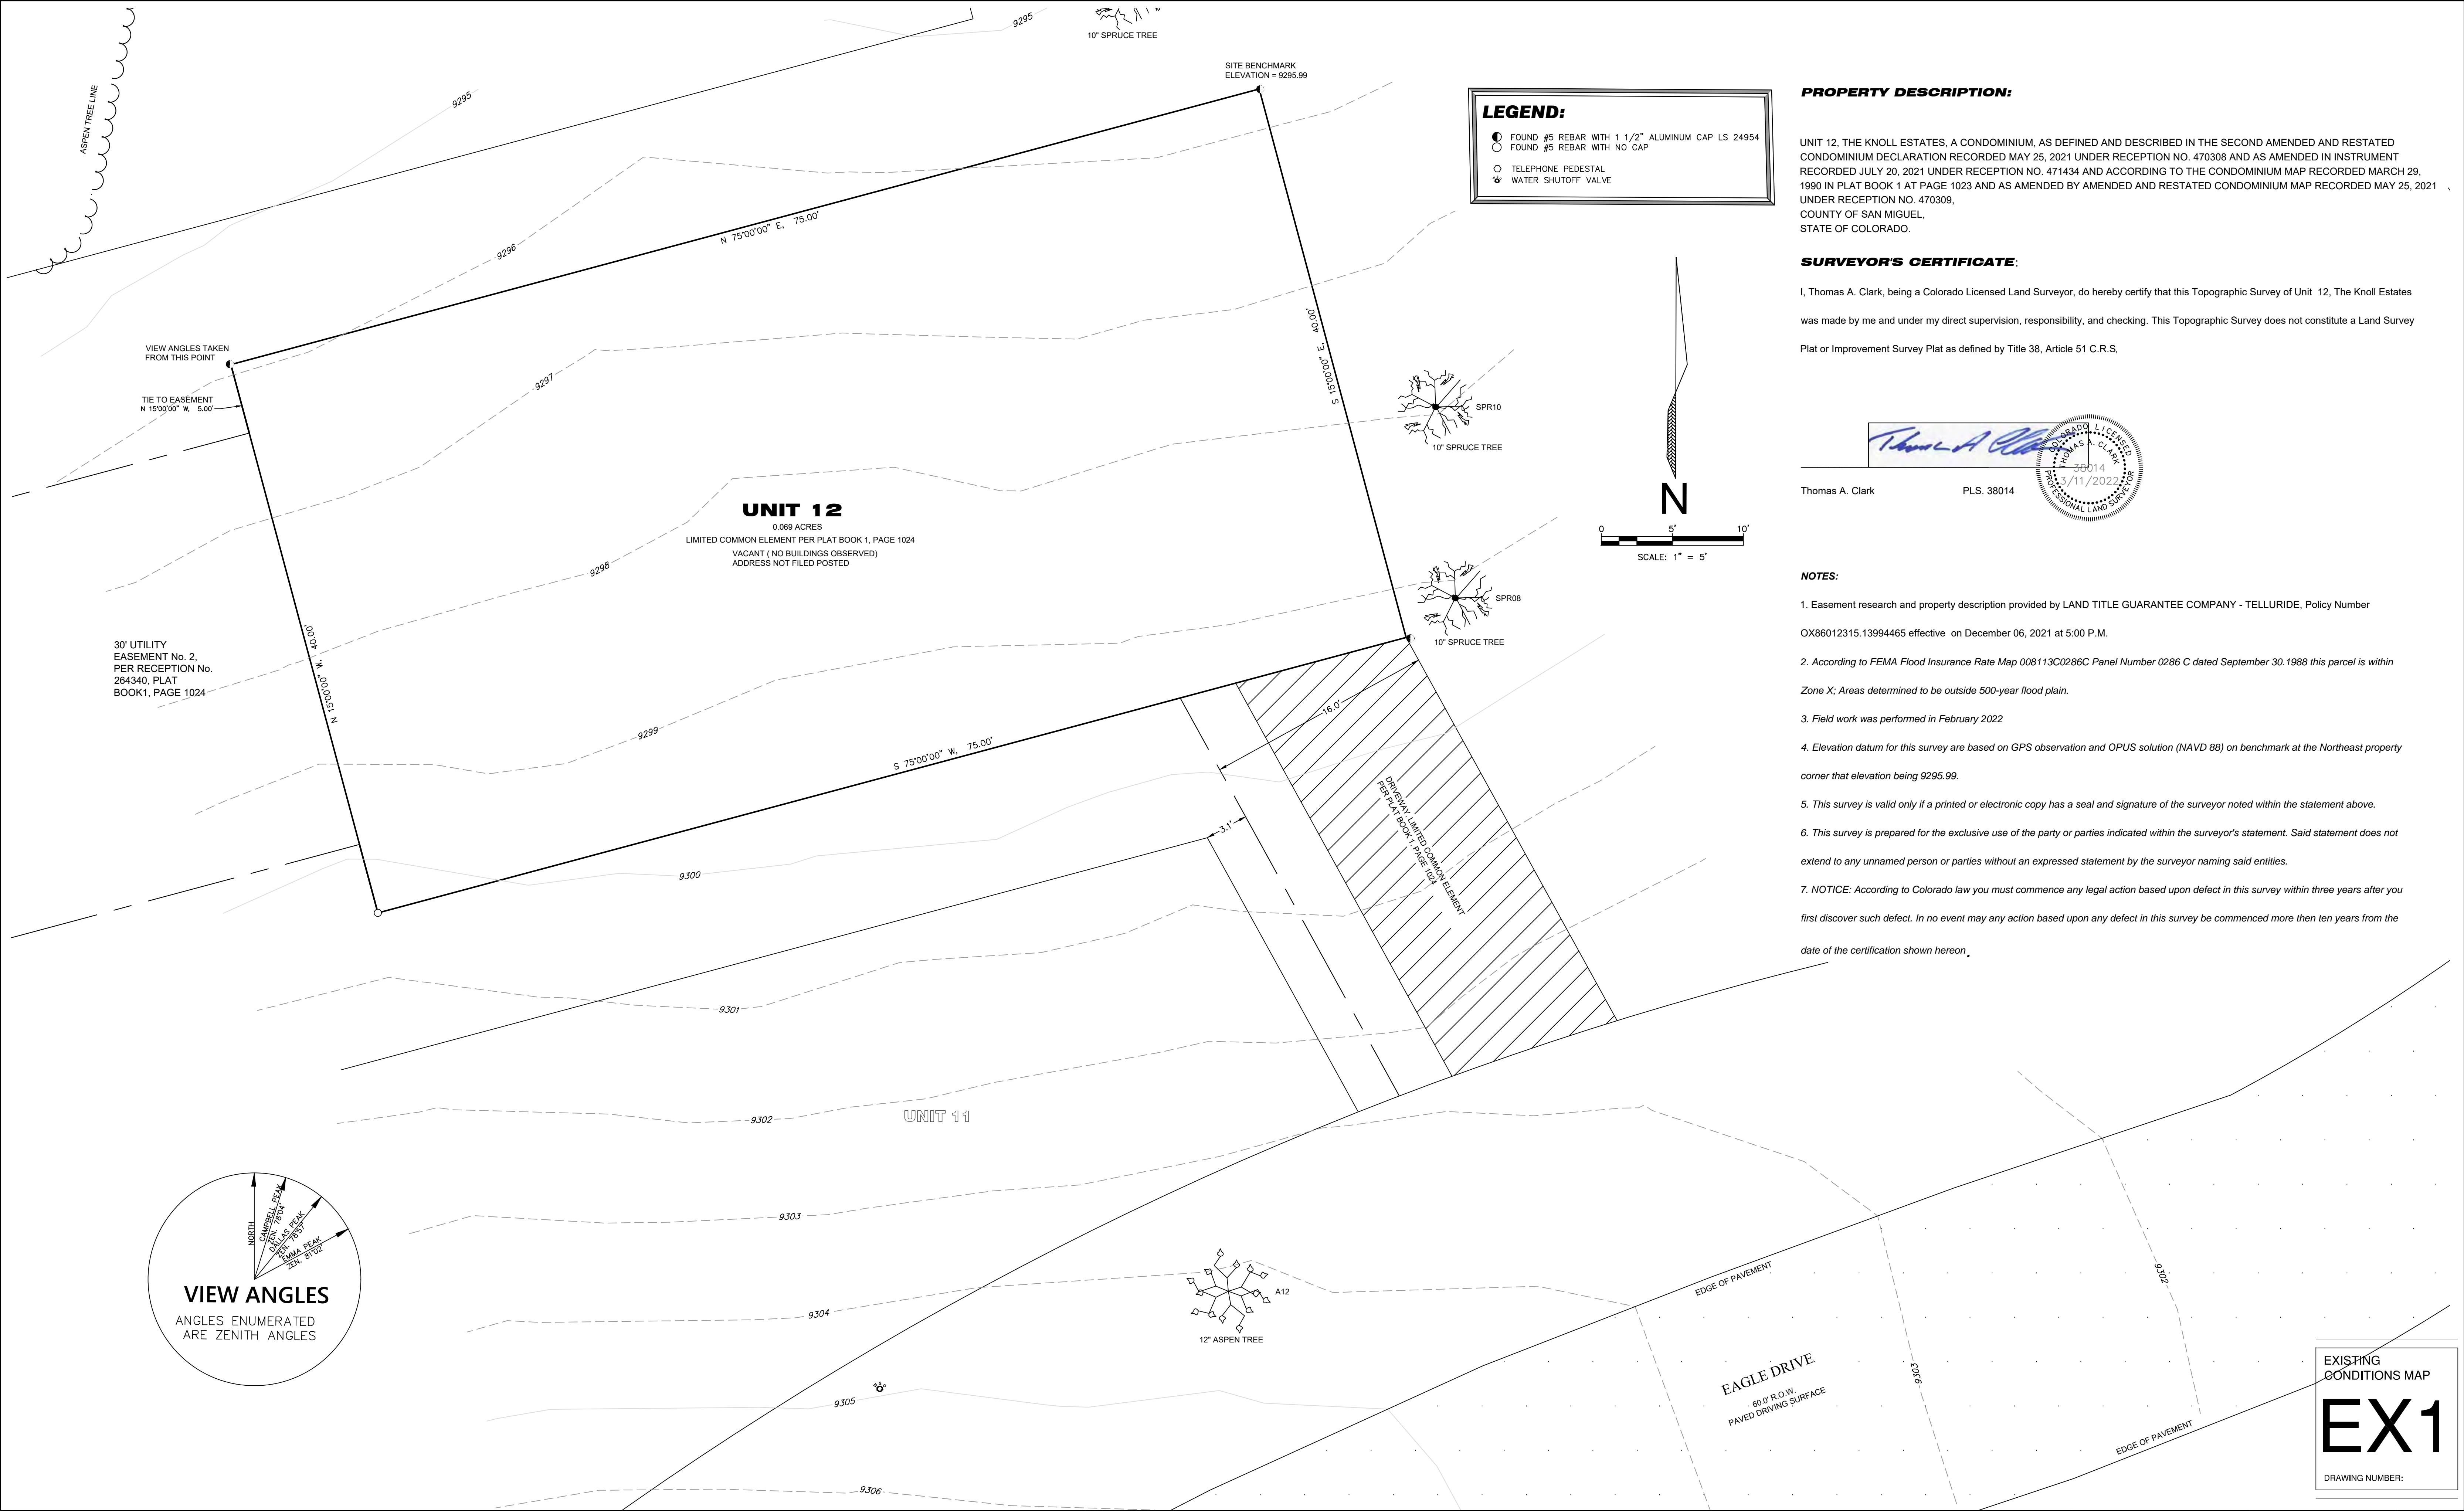 10" SPRUCE TREE
9295
SITE BENCHMARK
ELEVATION = 9295.99
ASPEN TREE LINE
9295
9296
N 75°00'00" E, 75.00'
S 15°00'00" E, 40.00'
VIEW ANGLES TAKEN
FROM THIS POINT
TIE TO EASEMENT
N 15°00'00" W, 5.00'
9297
SPR10
10" SPRUCE TREE
UNIT 12
0.069 ACRES
LIMITED COMMON ELEMENT PER PLAT BOOK 1, PAGE 1024
VACANT ( NO BUILDINGS OBSERVED)
ADDRESS NOT FILED POSTED
9298
SPR08
10" SPRUCE TREE
N 15°00'00" W, 40.00'
30' UTILITY
EASEMENT No. 2,
PER RECEPTION No.
264340, PLAT
BOOK1, PAGE 1024
9299
S 75°00'00" W, 75.00'
16.0'
3.1'
DRIVEWAY, LIMITED COMMON ELEMENT
PER PLAT BOOK 1, PAGE 1024
9300
9301
9302
UNIT 11
9303
9304
A12
12" ASPEN TREE
9305
9306
NORTH
CAMPBELL PEAK
ZEN. 78°04'
DALLAS PEAK
ZEN. 78°57'
EMMA PEAK
ZEN. 81°02'
VIEW ANGLES
ANGLES ENUMERATED
ARE ZENITH ANGLES
EDGE OF PAVEMENT
EAGLE DRIVE
60.0' R.O.W.
PAVED DRIVING SURFACE
9303
9302
EDGE OF PAVEMENT
LEGEND:
FOUND #5 REBAR WITH 1 1/2" ALUMINUM CAP LS 24954
FOUND #5 REBAR WITH NO CAP
TELEPHONE PEDESTAL
WATER SHUTOFF VALVE
N
0 5' 10'
SCALE: 1" = 5'
PROPERTY DESCRIPTION:
UNIT 12, THE KNOLL ESTATES, A CONDOMINIUM, AS DEFINED AND DESCRIBED IN THE SECOND AMENDED AND RESTATED
CONDOMINIUM DECLARATION RECORDED MAY 25, 2021 UNDER RECEPTION NO. 470308 AND AS AMENDED IN INSTRUMENT
RECORDED JULY 20, 2021 UNDER RECEPTION NO. 471434 AND ACCORDING TO THE CONDOMINIUM MAP RECORDED MARCH 29,
1990 IN PLAT BOOK 1 AT PAGE 1023 AND AS AMENDED BY AMENDED AND RESTATED CONDOMINIUM MAP RECORDED MAY 25, 2021
UNDER RECEPTION NO. 470309,
COUNTY OF SAN MIGUEL,
STATE OF COLORADO.
SURVEYOR'S CERTIFICATE:
I, Thomas A. Clark, being a Colorado Licensed Land Surveyor, do hereby certify that this Topographic Survey of Unit 12, The Knoll Estates
was made by me and under my direct supervision, responsibility, and checking. This Topographic Survey does not constitute a Land Survey
Plat or Improvement Survey Plat as defined by Title 38, Article 51 C.R.S.
Thomas A. Clark PLS. 38014
COLORADO LICENSED
THOMAS A. CLARK
38014
3/11/2022
PROFESSIONAL LAND SURVEYOR
NOTES:
1. Easement research and property description provided by LAND TITLE GUARANTEE COMPANY - TELLURIDE, Policy Number
OX86012315.13994465 effective on December 06, 2021 at 5:00 P.M.
2. According to FEMA Flood Insurance Rate Map 008113C0286C Panel Number 0286 C dated September 30.1988 this parcel is within
Zone X; Areas determined to be outside 500-year flood plain.
3. Field work was performed in February 2022
4. Elevation datum for this survey are based on GPS observation and OPUS solution (NAVD 88) on benchmark at the Northeast property
corner that elevation being 9295.99.
5. This survey is valid only if a printed or electronic copy has a seal and signature of the surveyor noted within the statement above.
6. This survey is prepared for the exclusive use of the party or parties indicated within the surveyor's statement. Said statement does not
extend to any unnamed person or parties without an expressed statement by the surveyor naming said entities.
7. NOTICE: According to Colorado law you must commence any legal action based upon defect in this survey within three years after you
first discover such defect. In no event may any action based upon any defect in this survey be commenced more then ten years from the
date of the certification shown hereon.
EXISTING
CONDITIONS MAP
EX1
DRAWING NUMBER: